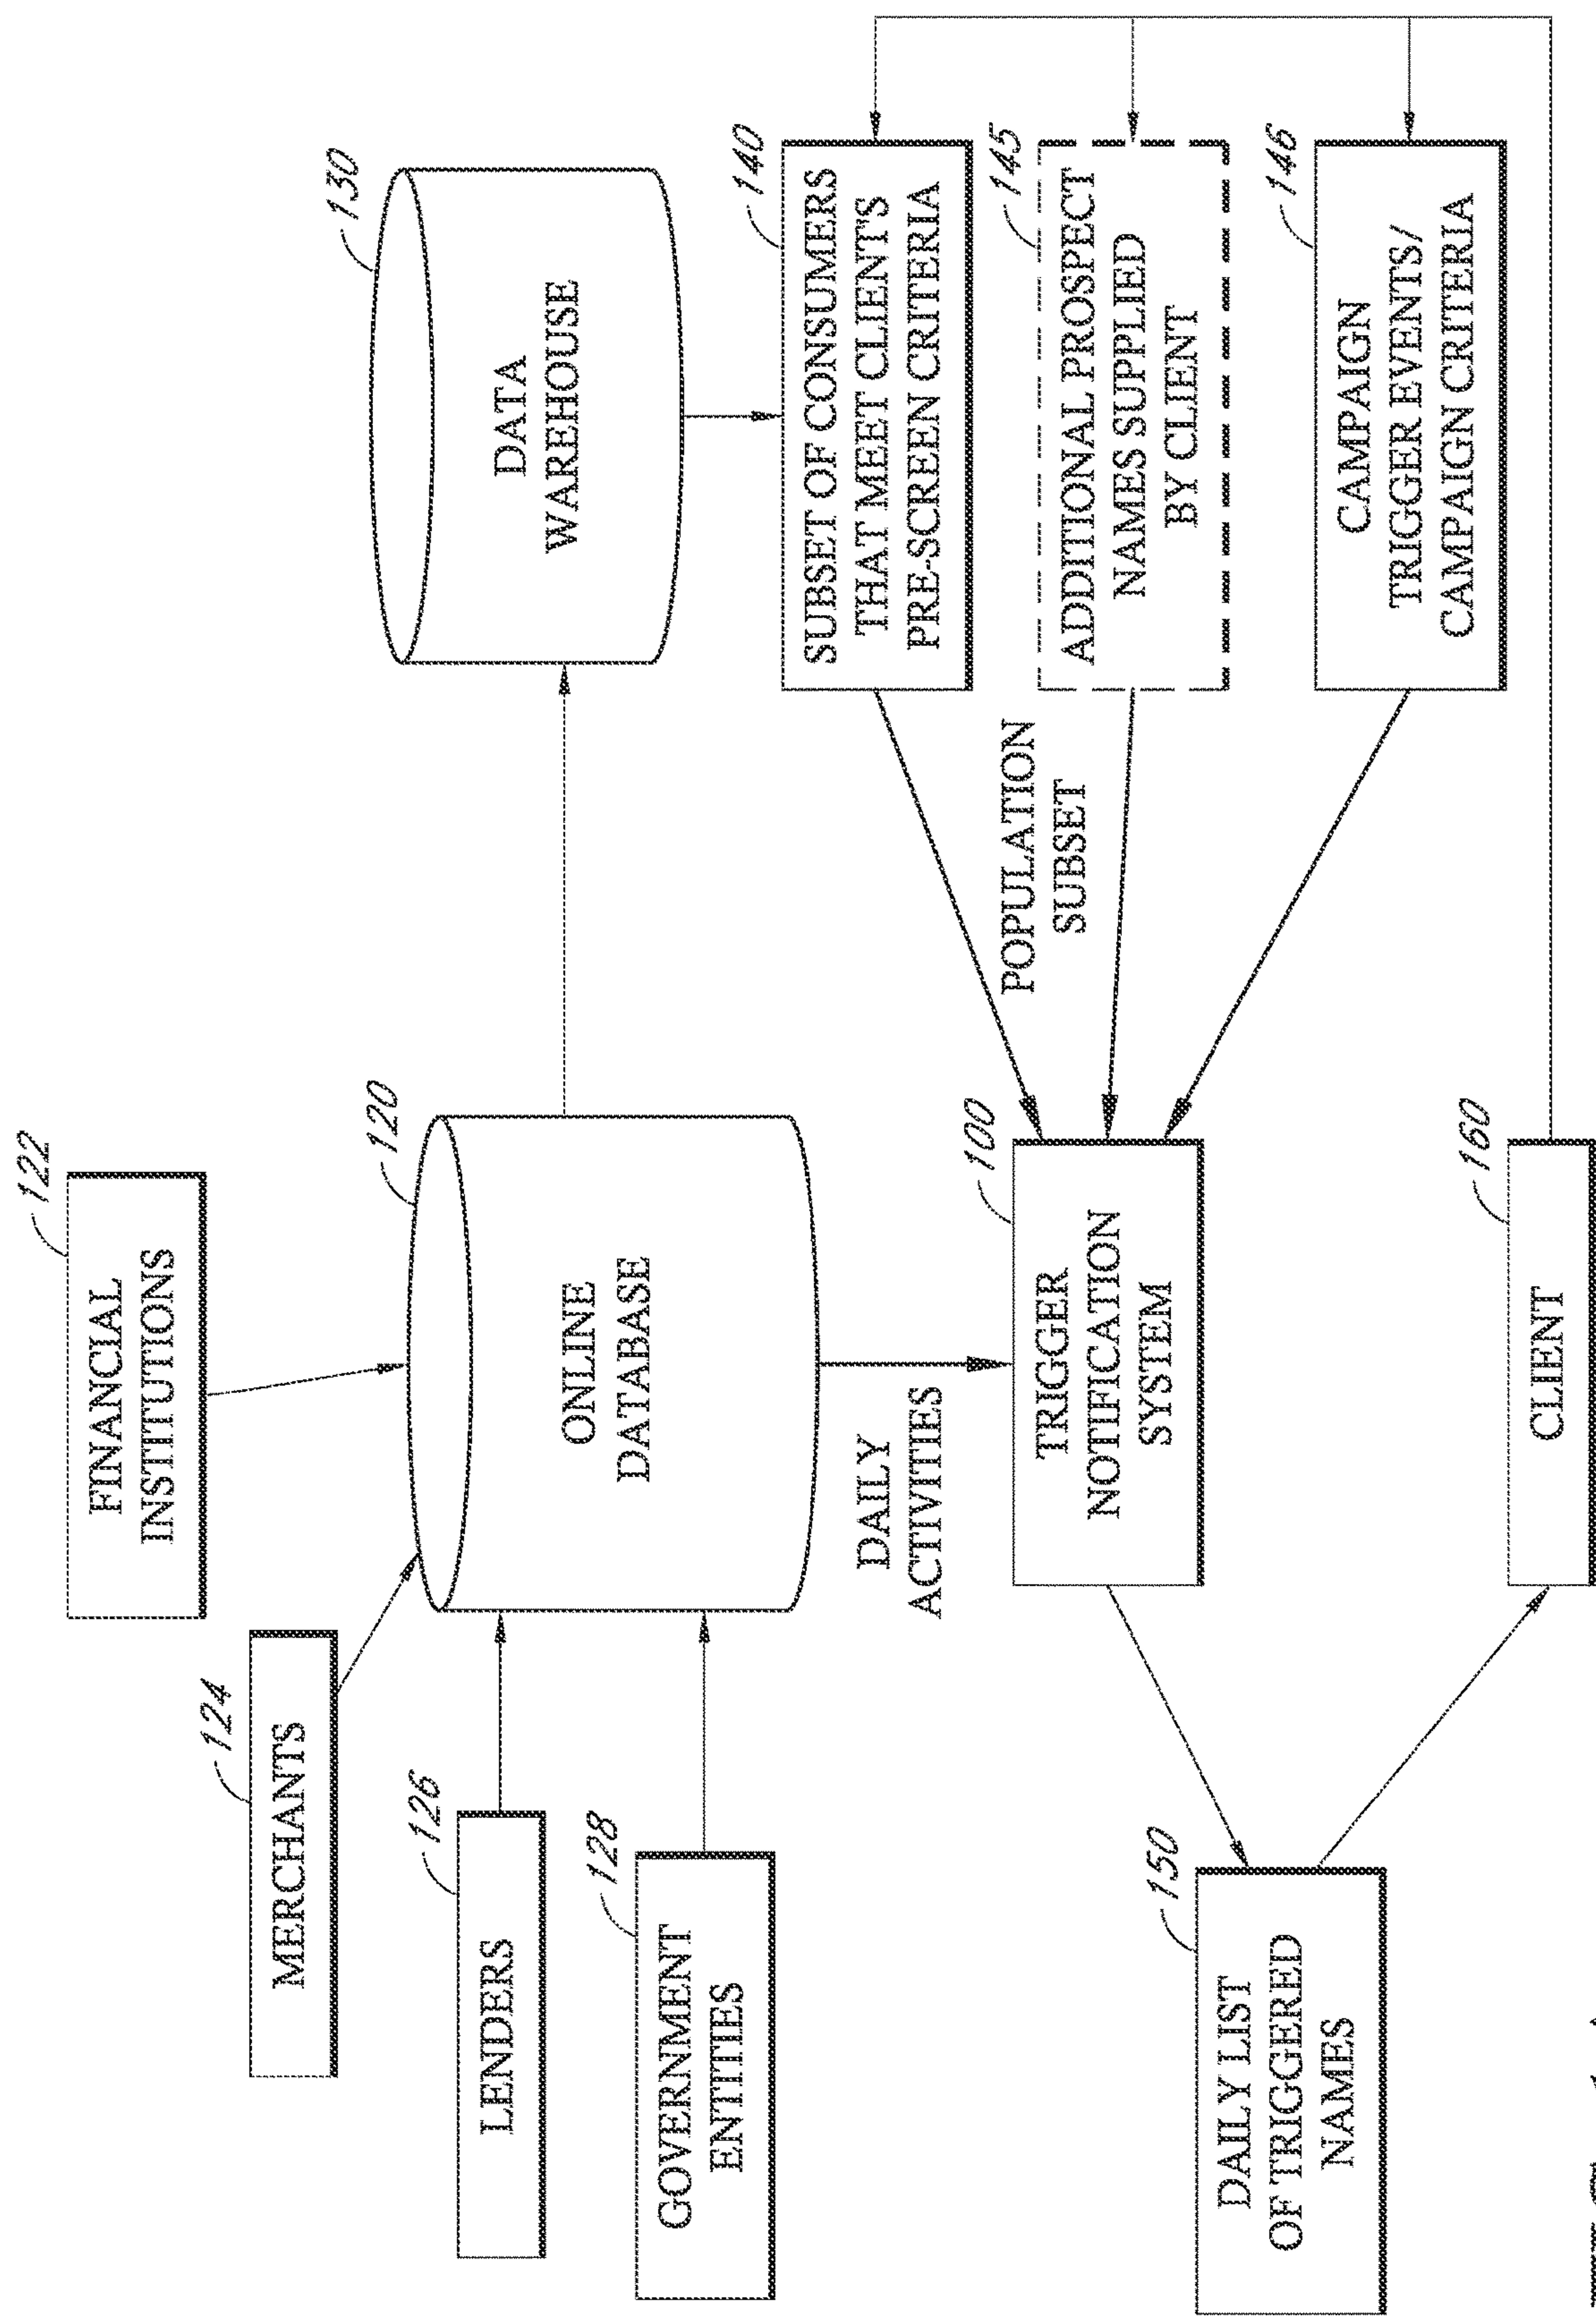 122
FINANCIAL
INSTITUTIONS
124
MERCHANTS
126
LENDERS
128
GOVERNMENT
ENTITIES
120
ONLINE
DATABASE
130
DATA
WAREHOUSE
DAILY
ACTIVITIES
140
SUBSET OF CONSUMERS
THAT MEET CLIENT'S
PRE-SCREEN CRITERIA
100
TRIGGER
NOTIFICATION
SYSTEM
POPULATION
SUBSET
145
ADDITIONAL PROSPECT
NAMES SUPPLIED
BY CLIENT
150
DAILY LIST
OF TRIGGERED
NAMES
146
CAMPAIGN
TRIGGER EVENTS/
CAMPAIGN CRITERIA
160
CLIENT